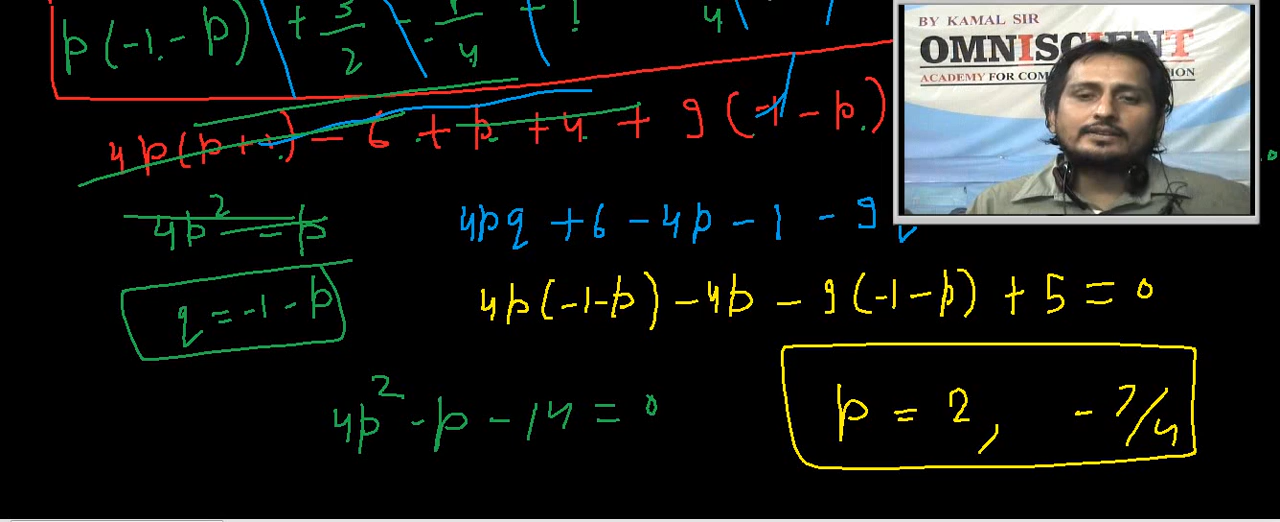 BY KAMAL SIR
OMNISCIENT
ACADEMY FOR
p(-1-p) + 3/2
4
4p(p+1) - 6 + p + 4 + 9(-1-p)
4p² = p
4pq + 6 - 4p - 1 - 9
q = -1 - p
4p(-1-p) - 4p - 9(-1-p) + 5 = 0
4p² - p - 14 = 0
p = 2, -7/4